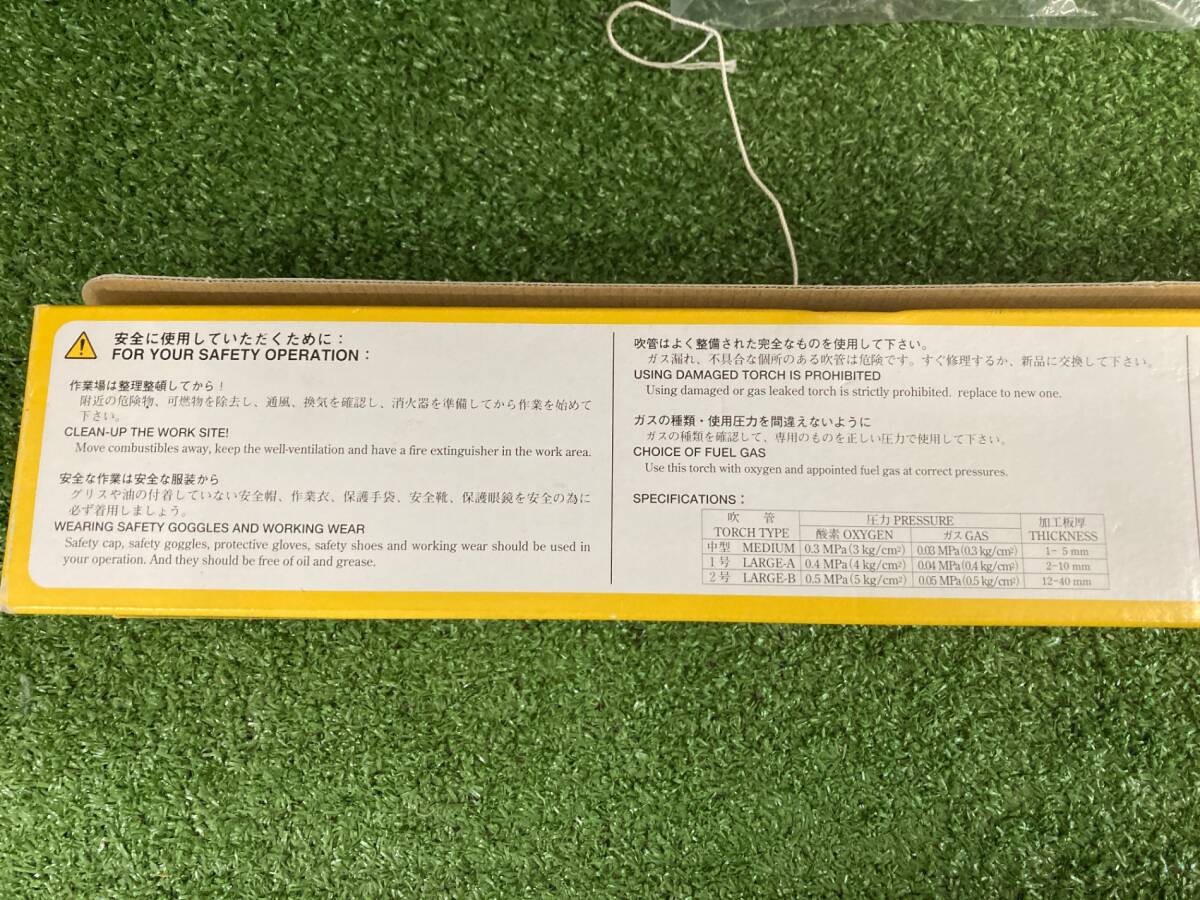 安全に使用していただくために：
FOR YOUR SAFETY OPERATION：
作業場は整理整頓してから！
附近の危険物、可燃物を除去し、通風、換気を確認し、消火器を準備してから作業を始めて
下さい。
CLEAN-UP THE WORK SITE!
Move combustibles away, keep the well-ventilation and have a fire extinguisher in the work area.
安全な作業は安全な服装から
グリスや油の付着していない安全帽、作業衣、保護手袋、安全靴、保護眼鏡を安全の為に
必ず着用しましょう。
WEARING SAFETY GOGGLES AND WORKING WEAR
Safety cap, safety goggles, protective gloves, safety shoes and working wear should be used in
your operation. And they should be free of oil and grease.
吹管はよく整備された完全なものを使用して下さい。
ガス漏れ、不具合な個所のある吹管は危険です。すぐ修理するか、新品に交換して下さい。
USING DAMAGED TORCH IS PROHIBITED
Using damaged or gas leaked torch is strictly prohibited. replace to new one.
ガスの種類・使用圧力を間違えないように
ガスの種類を確認して、専用のものを正しい圧力で使用して下さい。
CHOICE OF FUEL GAS
Use this torch with oxygen and appointed fuel gas at correct pressures.
SPECIFICATIONS：
吹管 圧力 PRESSURE 加工板厚
TORCH TYPE 酸素 OXYGEN ガス GAS THICKNESS
中型 MEDIUM 0.3 MPa (3 kg/cm²) 0.03 MPa (0.3 kg/cm²) 1- 5 mm
1号 LARGE-A 0.4 MPa (4 kg/cm²) 0.04 MPa (0.4 kg/cm²) 2-10 mm
2号 LARGE-B 0.5 MPa (5 kg/cm²) 0.05 MPa (0.5 kg/cm²) 12-40 mm